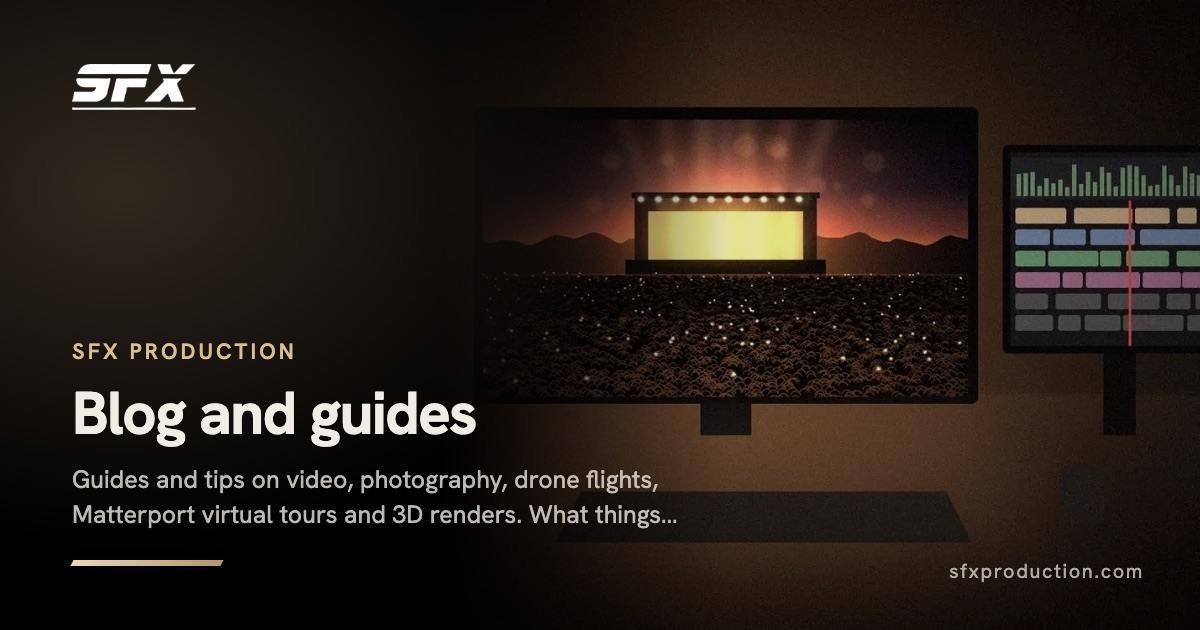 SFX
SFX PRODUCTION
Blog and guides
Guides and tips on video, photography, drone flights,
Matterport virtual tours and 3D renders. What things...
sfxproduction.com